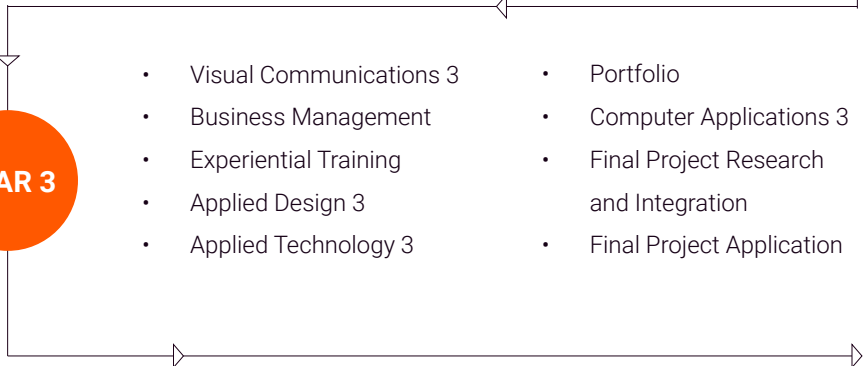 AR 3
Visual Communications 3
Business Management
Experiential Training
Applied Design 3
Applied Technology 3
Portfolio
Computer Applications 3
Final Project Research
and Integration
Final Project Application